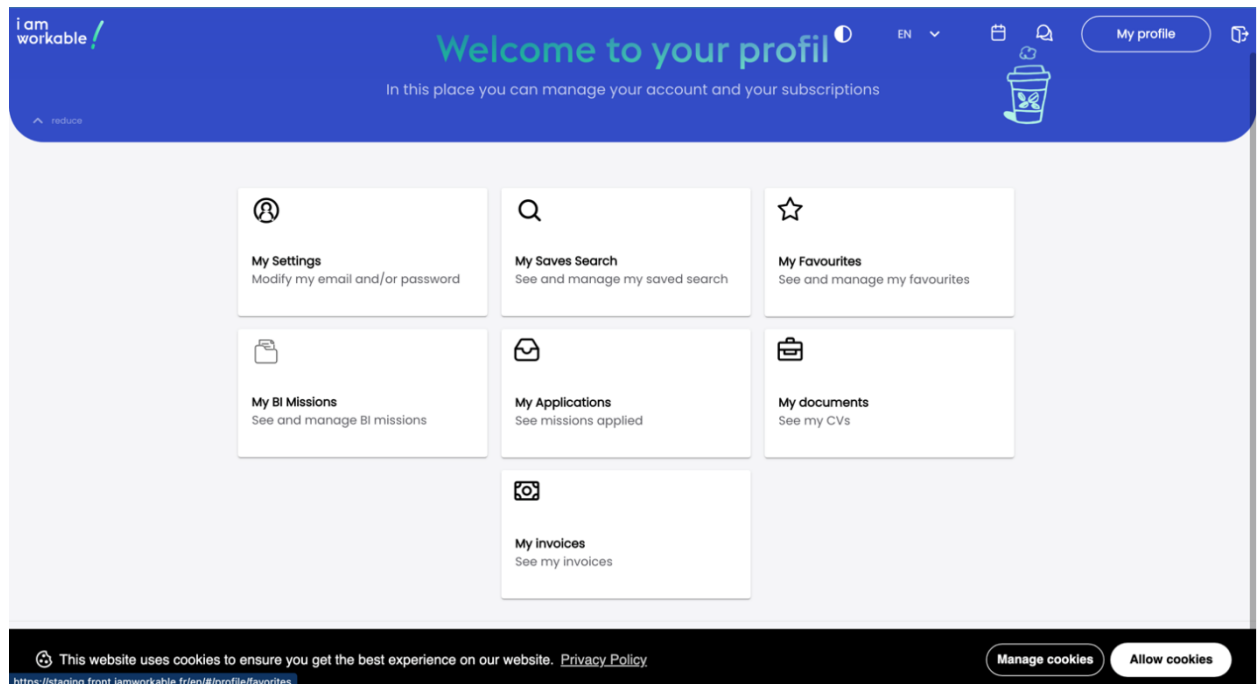 i am
workable
Welcome to your profil
EN
My profile
In this place you can manage your account and your subscriptions
reduce
My Settings
Modify my email and/or password
My Saves Search
See and manage my saved search
My Favourites
See and manage my favourites
My BI Missions
See and manage BI missions
My Applications
See missions applied
My documents
See my CVs
My invoices
See my invoices
This website uses cookies to ensure you get the best experience on our website. Privacy Policy
Manage cookies
Allow cookies
https://staging.front.iamworkable.fr/en/#/profile/favorites